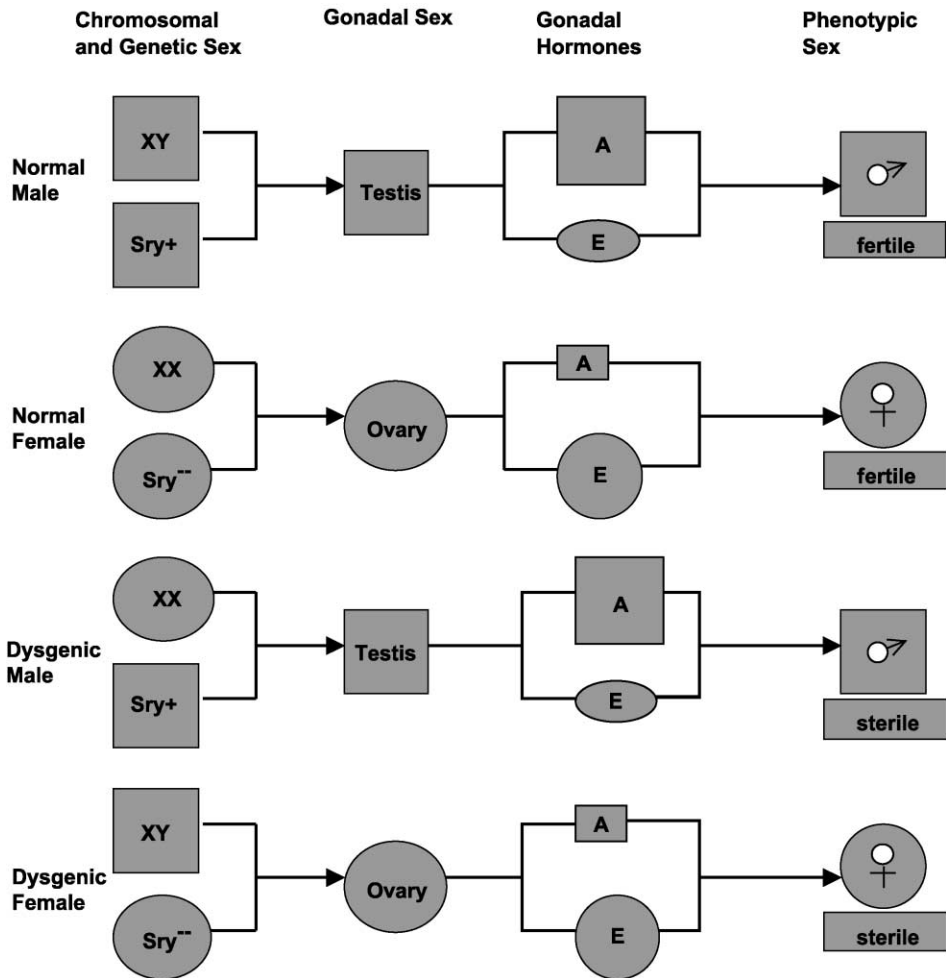 Chromosomal
and Genetic Sex
Gonadal Sex
Gonadal
Hormones
Phenotypic
Sex
Normal
Male
XY
Sry+
Testis
A
E
fertile
Normal
Female
XX
Sry--
Ovary
A
E
fertile
Dysgenic
Male
XX
Sry+
Testis
A
E
sterile
Dysgenic
Female
XY
Sry--
Ovary
A
E
sterile